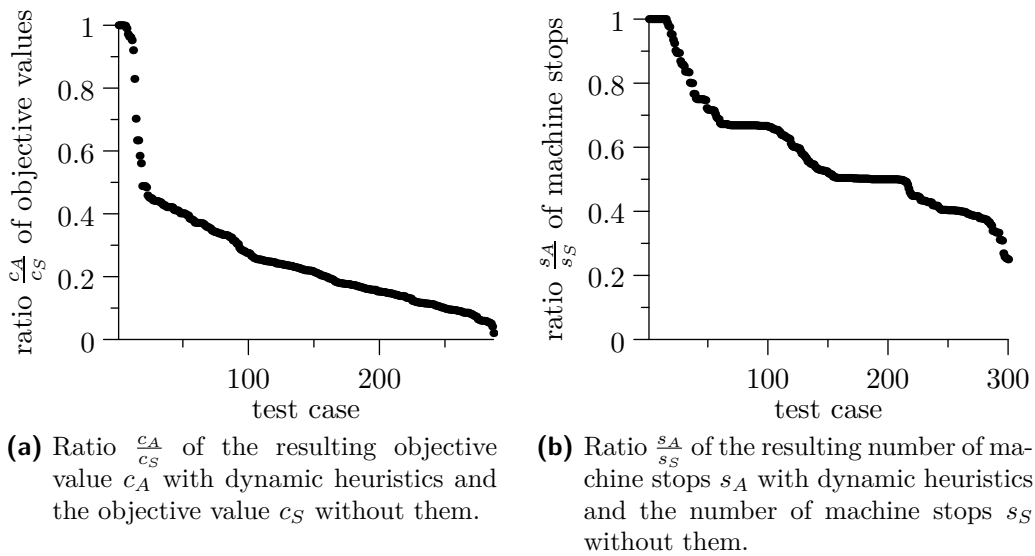 ratio c_A/c_S of objective values
1
0.8
0.6
0.4
0.2
0
100
200
test case
(a) Ratio c_A/c_S of the resulting objective
value c_A with dynamic heuristics and
the objective value c_S without them.
ratio s_A/s_S of machine stops
1
0.8
0.6
0.4
0.2
0
100
200
300
test case
(b) Ratio s_A/s_S of the resulting number of ma-
chine stops s_A with dynamic heuristics
and the number of machine stops s_S
without them.